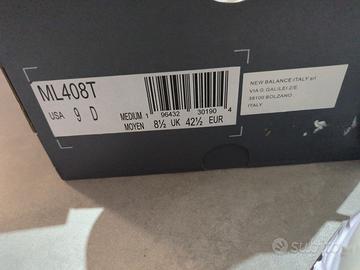 ML408T
USA 9 D
MEDIUM 1 96432 30190 4
MOYEN 8½ UK 42½ EUR
NEW BALANCE ITALY srl
VIA G. GALILEI 2/E
39100 BOLZANO
ITALY
Subito